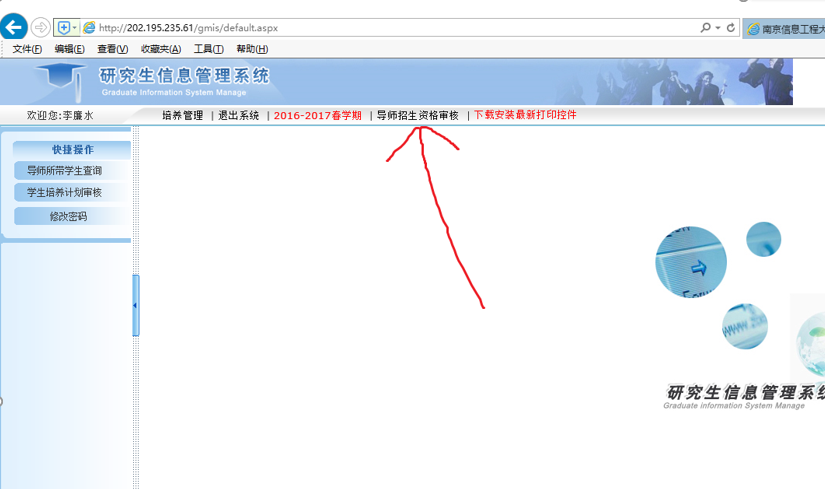 http://202.195.235.61/gmis/default.aspx
南京信息工程大
文件(F) 编辑(E) 查看(V) 收藏夹(A) 工具(T) 帮助(H)
研究生信息管理系统
Graduate Information System Manage
欢迎您:李廉水 培养管理 | 退出系统 | 2016-2017春学期 | 导师招生资格审核 | 下载安装最新打印控件
快捷操作
导师所带学生查询
学生培养计划审核
修改密码
www.200
研究生信息管理系统
Graduate information System Manage